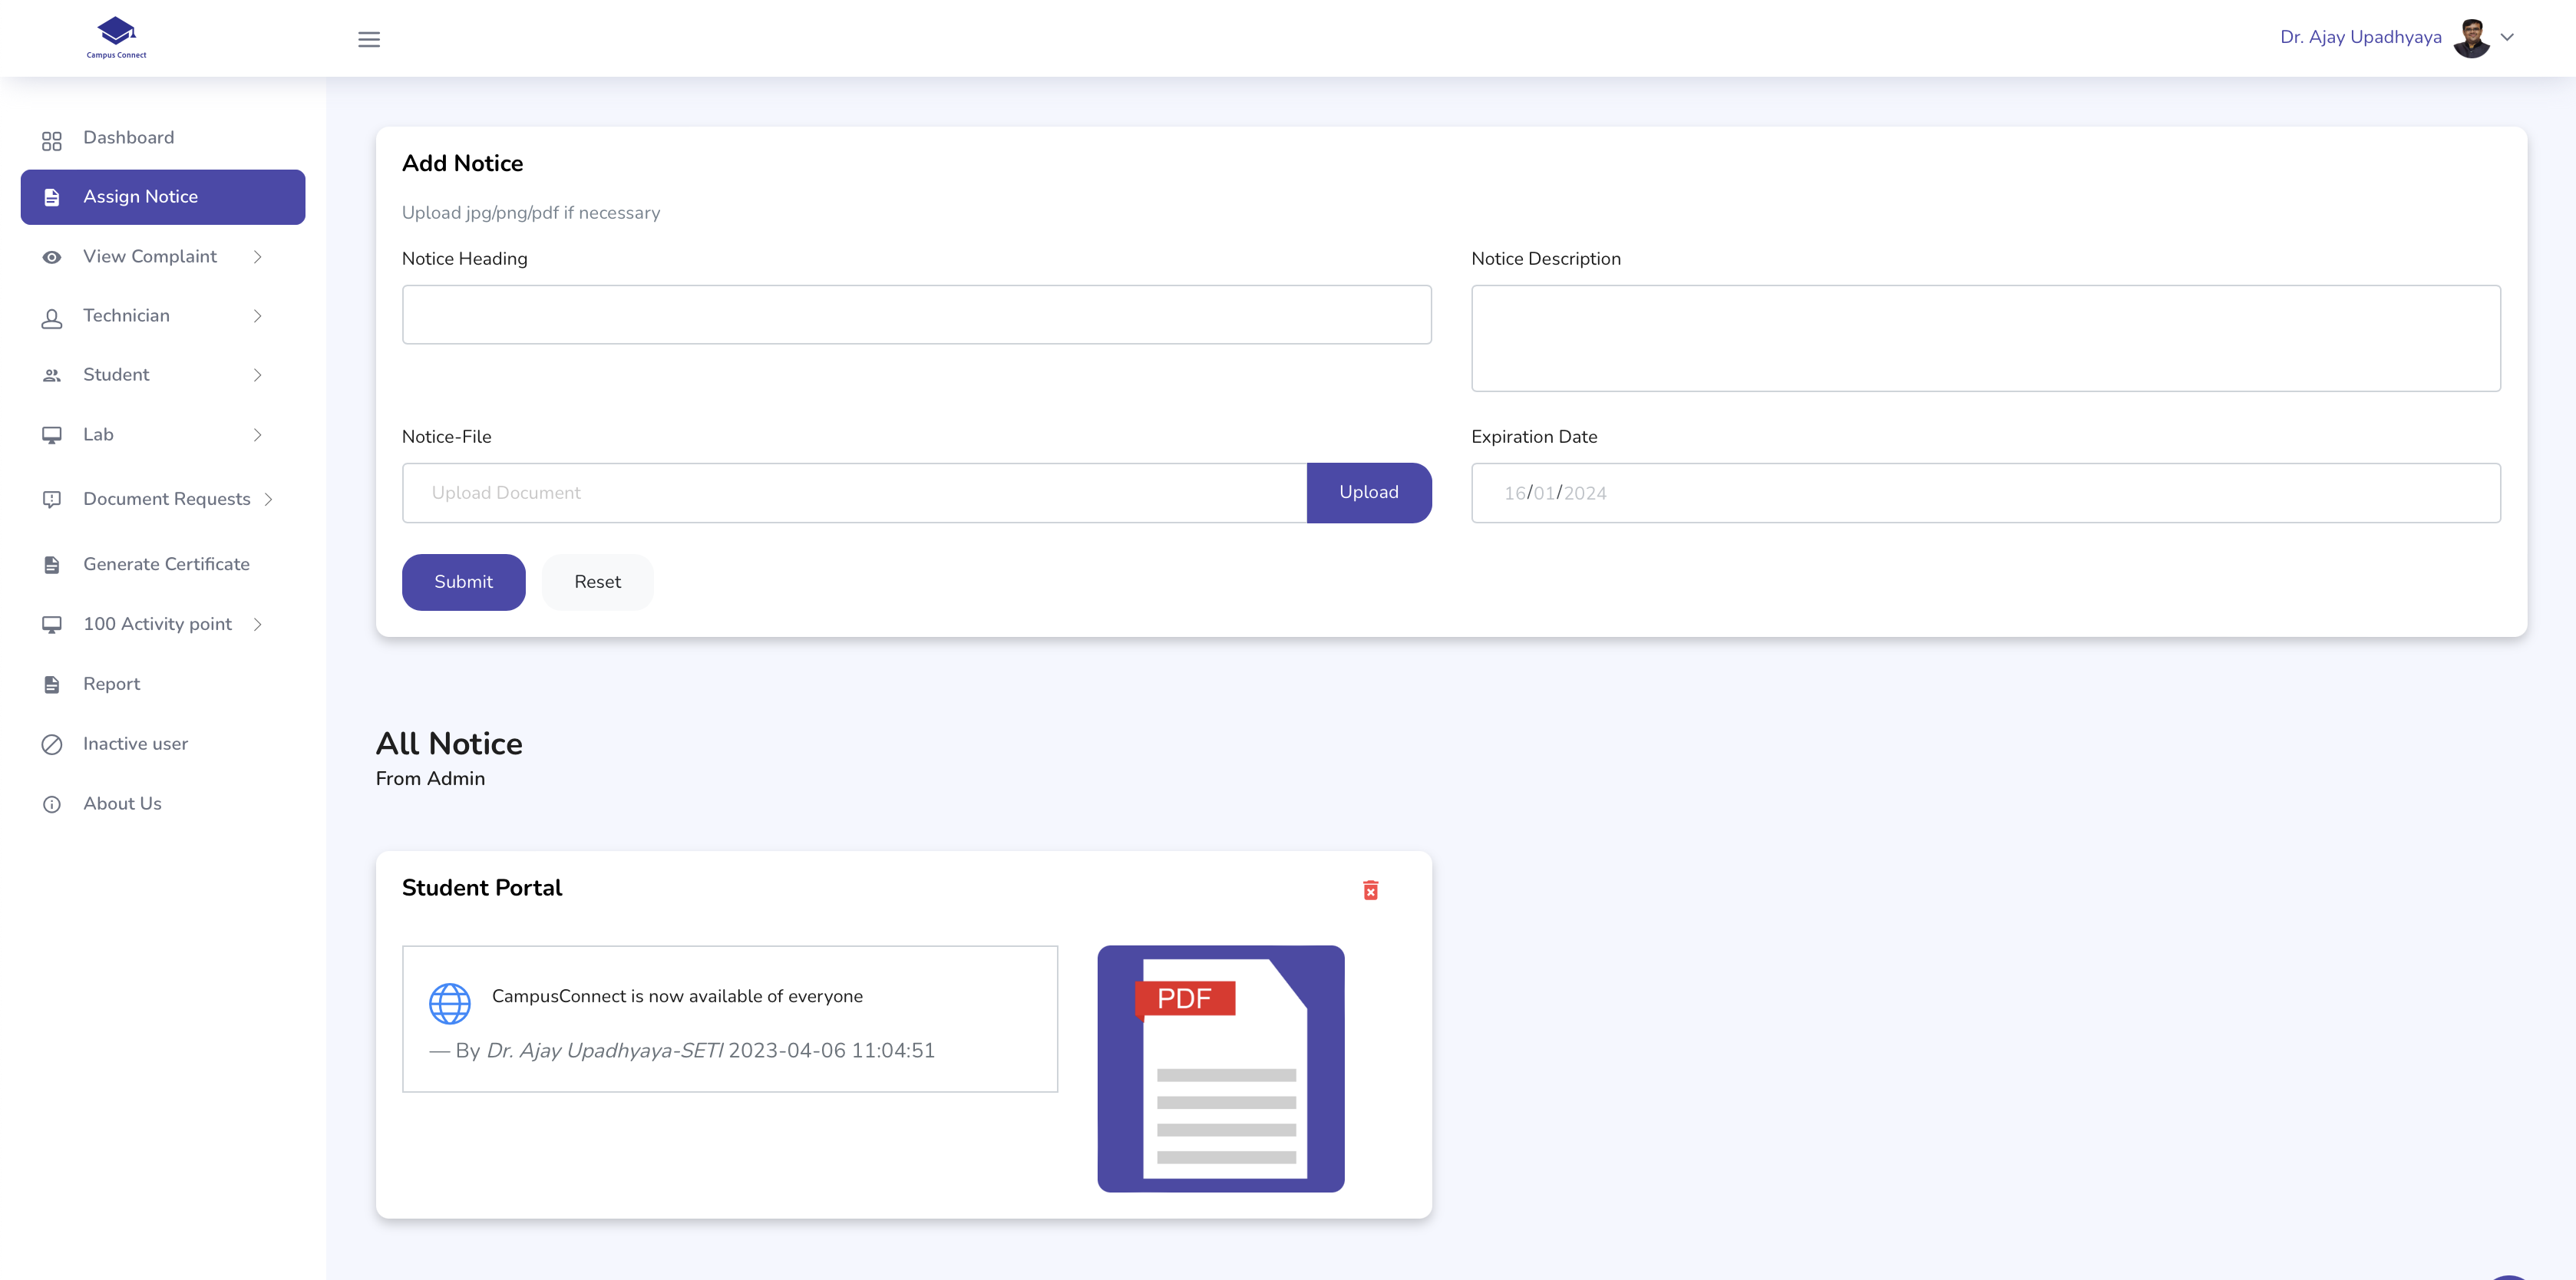 Campus Connect
Dr. Ajay Upadhyaya
Dashboard
Assign Notice
View Complaint
Technician
Student
Lab
Document Requests
Generate Certificate
100 Activity point
Report
Inactive user
About Us
Add Notice
Upload jpg/png/pdf if necessary
Notice Heading
Notice Description
Notice-File
Expiration Date
Upload Document
Upload
16/01/2024
Submit
Reset
All Notice
From Admin
Student Portal
CampusConnect is now available of everyone
— By Dr. Ajay Upadhyaya-SETI 2023-04-06 11:04:51
PDF